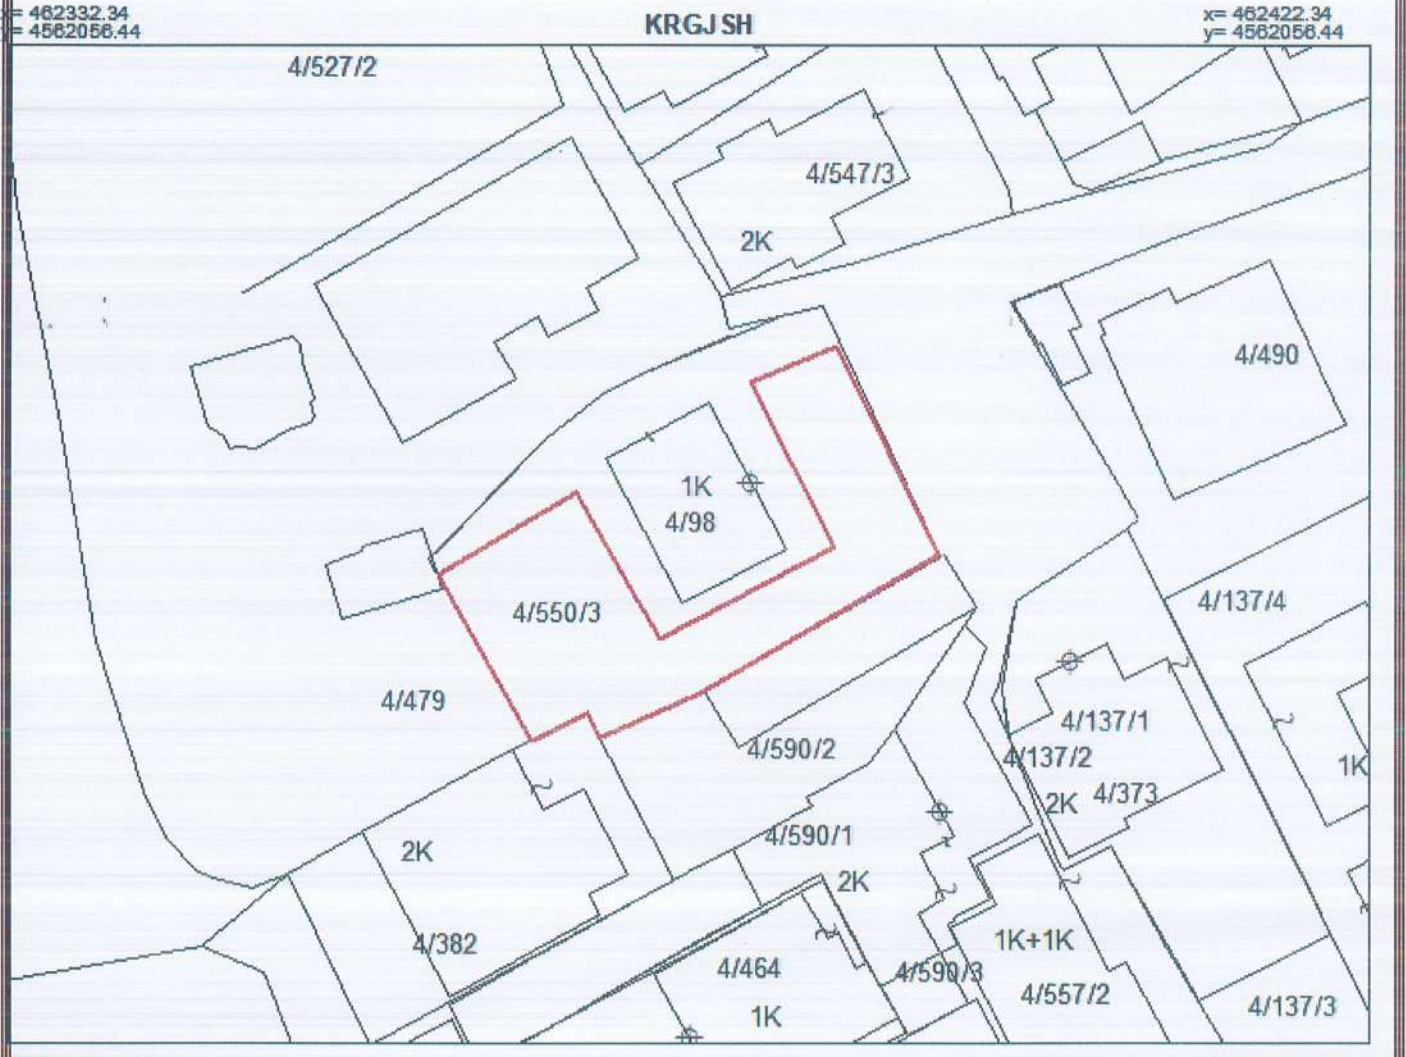 x= 462332.34
y= 4562056.44
KRGJSH
x= 462422.34
y= 4562056.44
4/527/2
4/547/3
2K
4/490
1K
4/98
4/550/3
4/137/4
4/479
4/137/1
4/590/2
4/137/2
1K
2K
4/373
4/590/1
2K
2K
4/382
1K+1K
4/464
4/590/3
4/557/2
4/137/3
1K